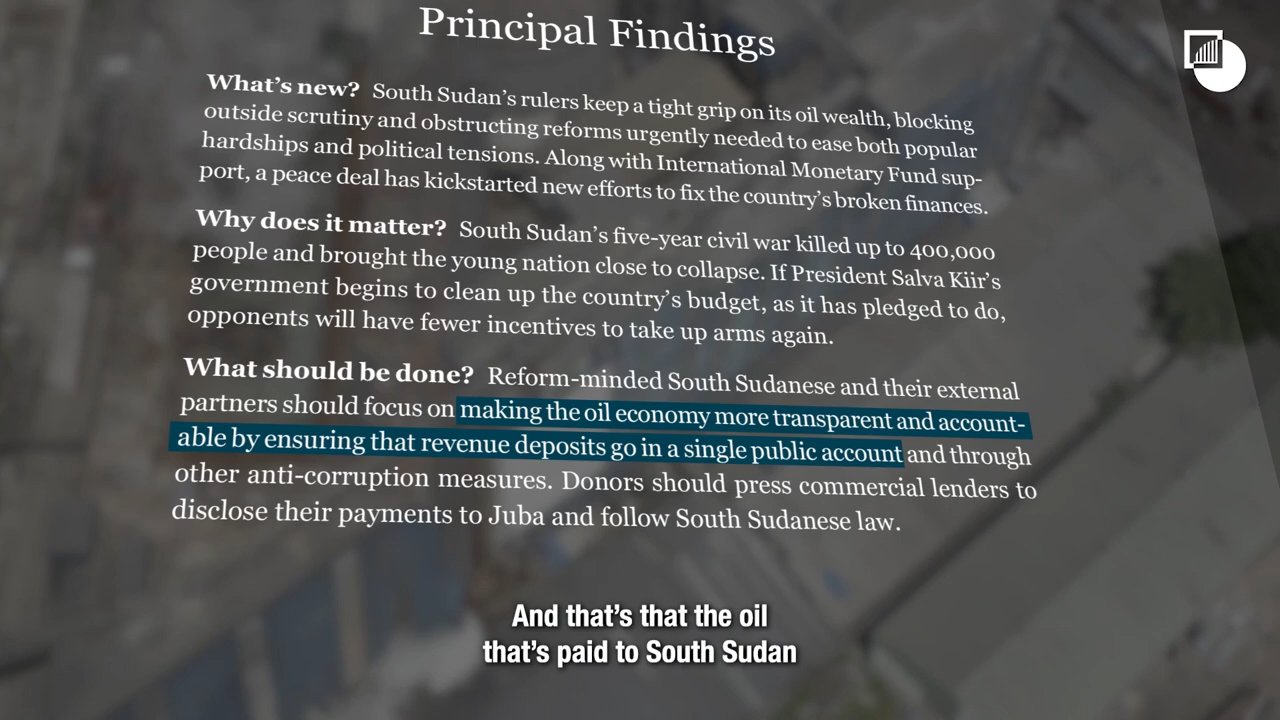 Principal Findings
What's new? South Sudan's rulers keep a tight grip on its oil wealth, blocking
outside scrutiny and obstructing reforms urgently needed to ease both popular
hardships and political tensions. Along with International Monetary Fund sup-
port, a peace deal has kickstarted new efforts to fix the country's broken finances.
Why does it matter? South Sudan's five-year civil war killed up to 400,000
people and brought the young nation close to collapse. If President Salva Kiir's
government begins to clean up the country's budget, as it has pledged to do,
opponents will have fewer incentives to take up arms again.
What should be done? Reform-minded South Sudanese and their external
partners should focus on making the oil economy more transparent and account-
able by ensuring that revenue deposits go in a single public account and through
other anti-corruption measures. Donors should press commercial lenders to
disclose their payments to Juba and follow South Sudanese law.
And that's that the oil
that's paid to South Sudan